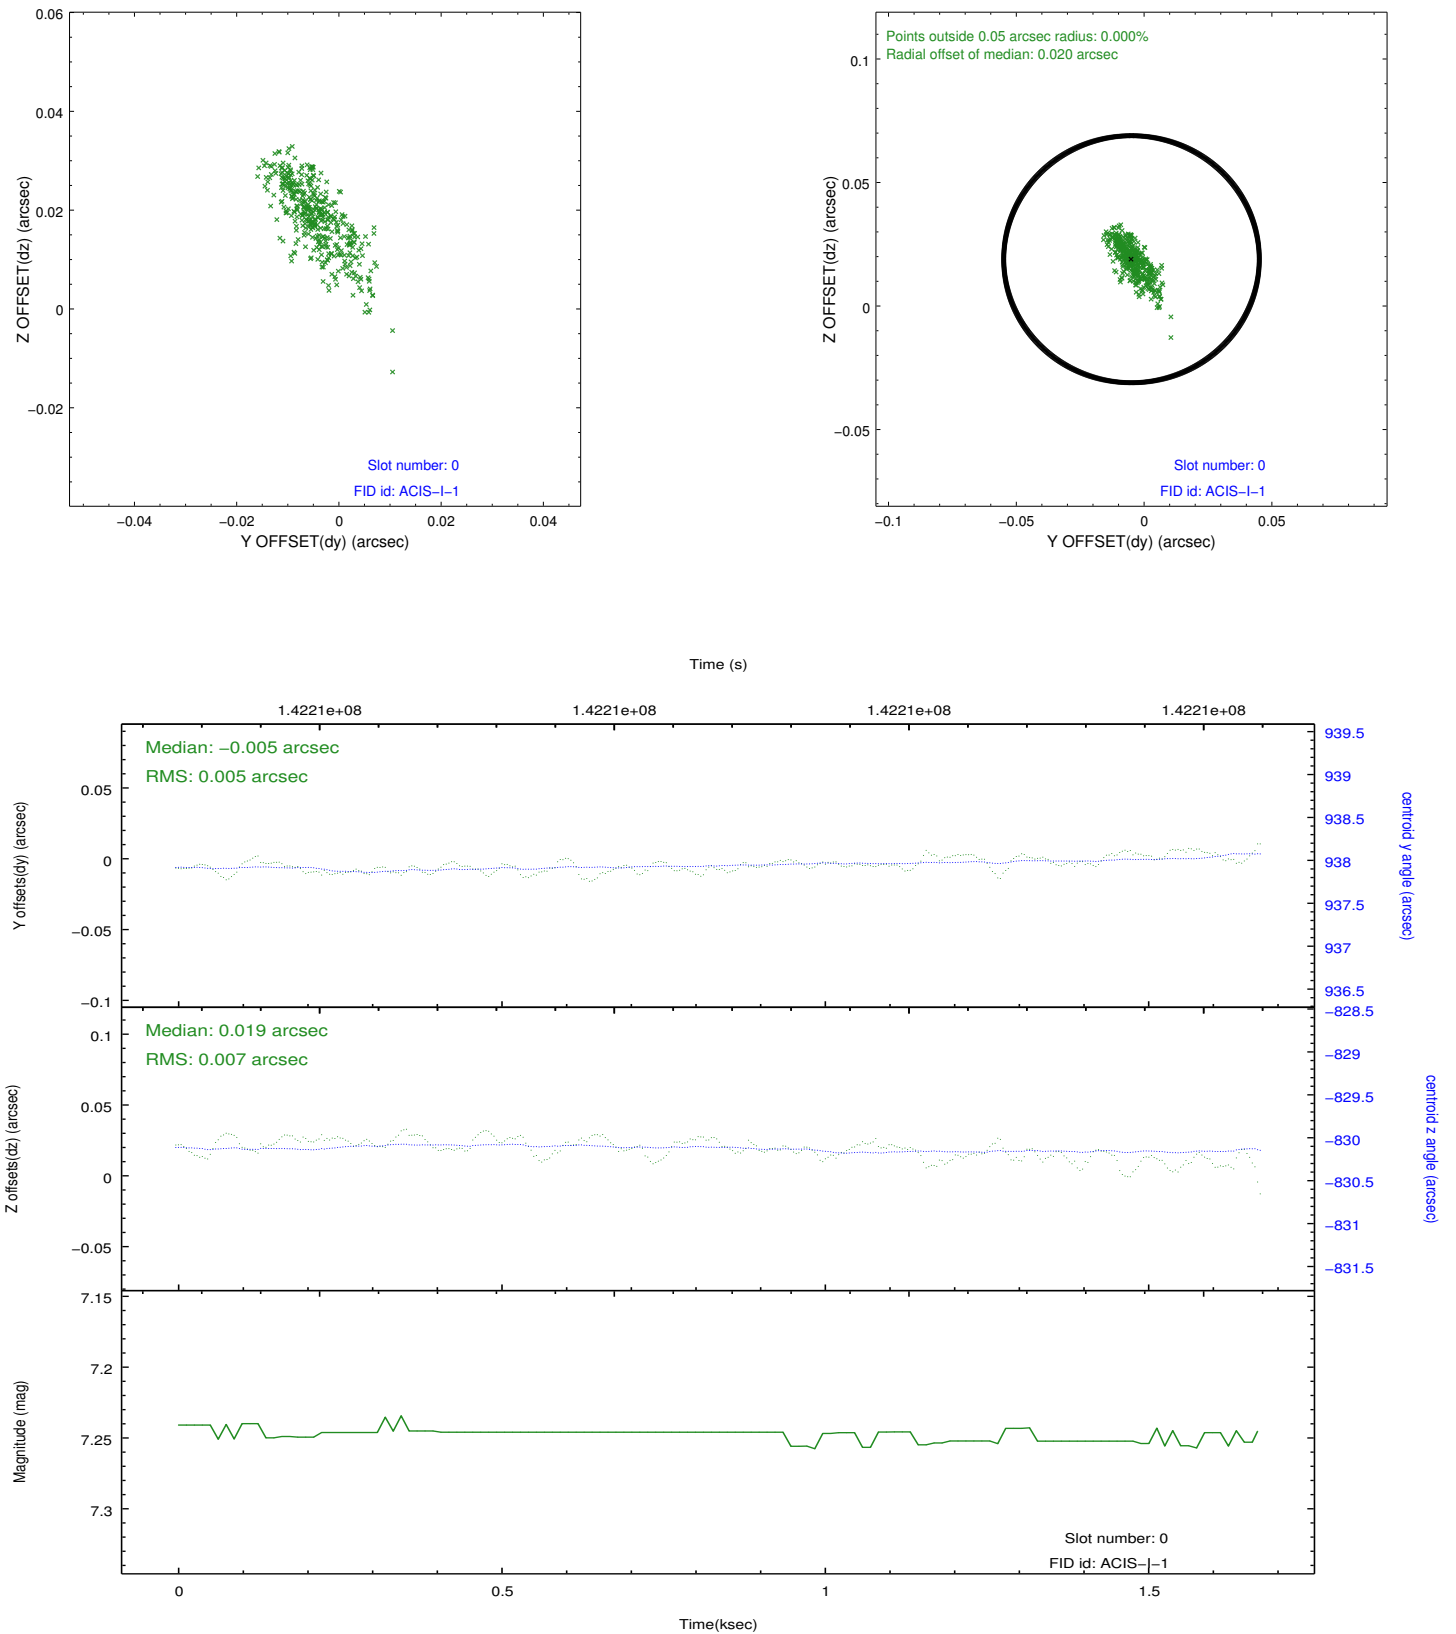 0.06
0.04
0.02
0
−0.02
−0.04
−0.02
0
0.02
0.04
Z OFFSET(dz) (arcsec)
Y OFFSET(dy) (arcsec)
Slot number: 0
FID id: ACIS−I−1
Points outside 0.05 arcsec radius: 0.000%
Radial offset of median: 0.020 arcsec
0.1
0.05
0
−0.05
−0.1
−0.05
0
0.05
Z OFFSET(dz) (arcsec)
Y OFFSET(dy) (arcsec)
Slot number: 0
FID id: ACIS−I−1
Time (s)
1.4221e+08
1.4221e+08
1.4221e+08
1.4221e+08
Median: −0.005 arcsec
RMS: 0.005 arcsec
0.05
0
−0.05
−0.1
Y offsets(dy) (arcsec)
939.5
939
938.5
938
937.5
937
936.5
centroid y angle (arcsec)
Median: 0.019 arcsec
RMS: 0.007 arcsec
0.1
0.05
0
−0.05
Z offsets(dz) (arcsec)
−828.5
−829
−829.5
−830
−830.5
−831
−831.5
centroid z angle (arcsec)
7.15
7.2
7.25
7.3
Magnitude (mag)
Slot number: 0
FID id: ACIS−I−1
0
0.5
1
1.5
Time(ksec)